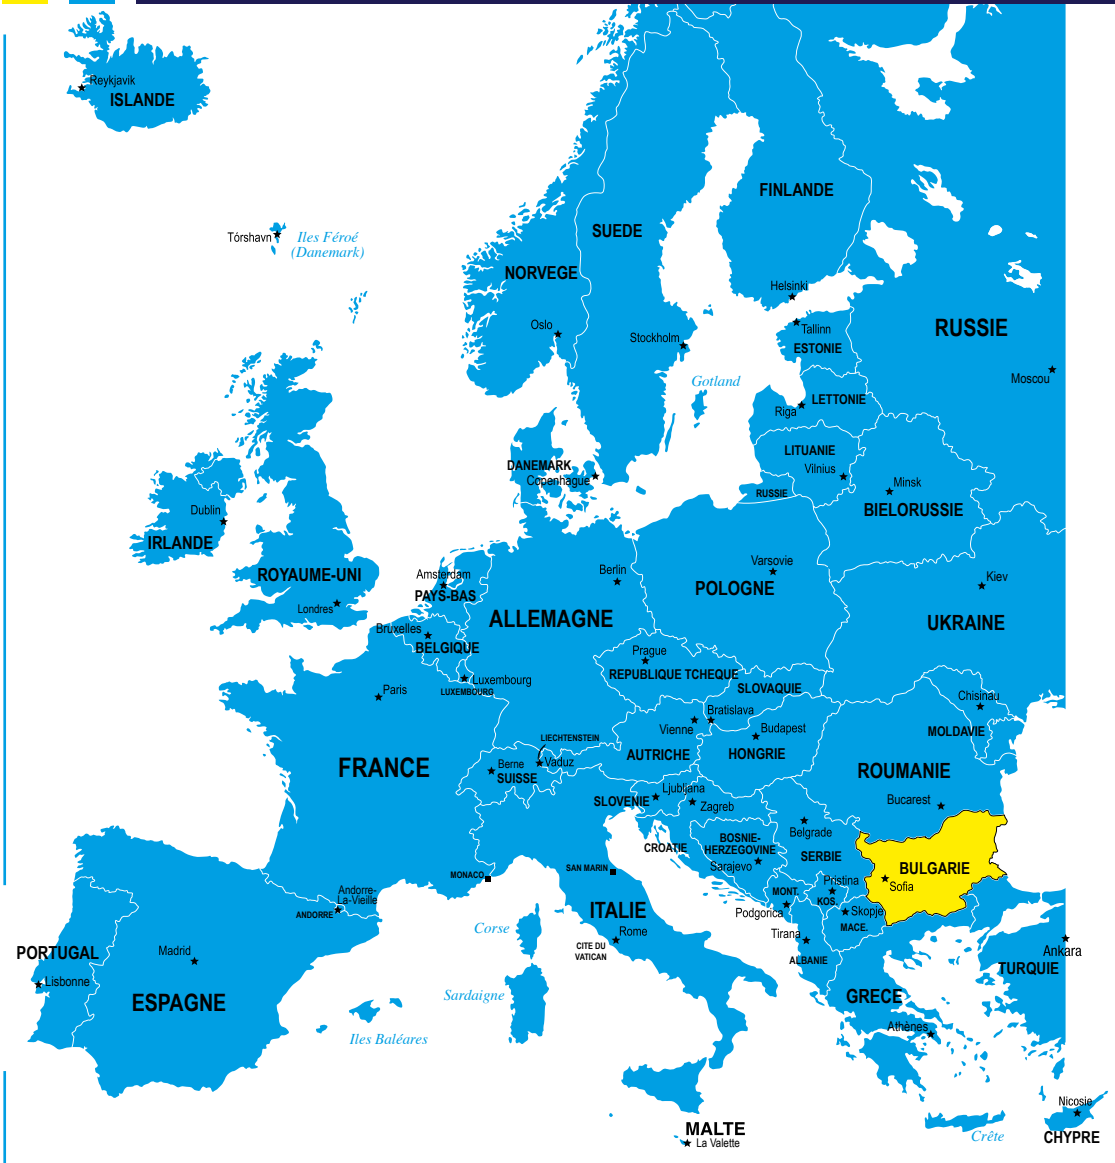 Reykjavik
ISLANDE
FINLANDE
SUEDE
Tórshavn
Iles Féroé
(Danemark)
NORVEGE
Helsinki
Oslo
Tallinn
RUSSIE
Stockholm
ESTONIE
Moscou
Gotland
LETTONIE
Riga
LITUANIE
DANEMARK
Vilnius
Copenhague
Minsk
RUSSIE
Dublin
BIELORUSSIE
IRLANDE
Varsovie
ROYAUME-UNI
Amsterdam
Berlin
Kiev
PAYS-BAS
POLOGNE
Londres
ALLEMAGNE
UKRAINE
Bruxelles
BELGIQUE
Prague
REPUBLIQUE TCHEQUE
Luxembourg
LUXEMBOURG
SLOVAQUIE
Paris
Chisinau
Bratislava
Vienne
Budapest
MOLDAVIE
LIECHTENSTEIN
AUTRICHE
HONGRIE
Berne
Vaduz
FRANCE
SUISSE
ROUMANIE
Ljubljana
SLOVENIE
Zagreb
Bucarest
Belgrade
BOSNIE-
HERZEGOVINE
CROATIE
SERBIE
Sarajevo
BULGARIE
MONACO
SAN MARIN
Pristina
Sofia
Andorre-
La-Vieille
MONT.
KOS.
ANDORRE
ITALIE
Podgorica
Skopje
MACE.
Corse
Rome
Tirana
CITE DU
VATICAN
PORTUGAL
Madrid
ALBANIE
Ankara
TURQUIE
Lisbonne
ESPAGNE
Sardaigne
GRECE
Athènes
Iles Baléares
Nicosie
MALTE
La Valette
Crête
CHYPRE